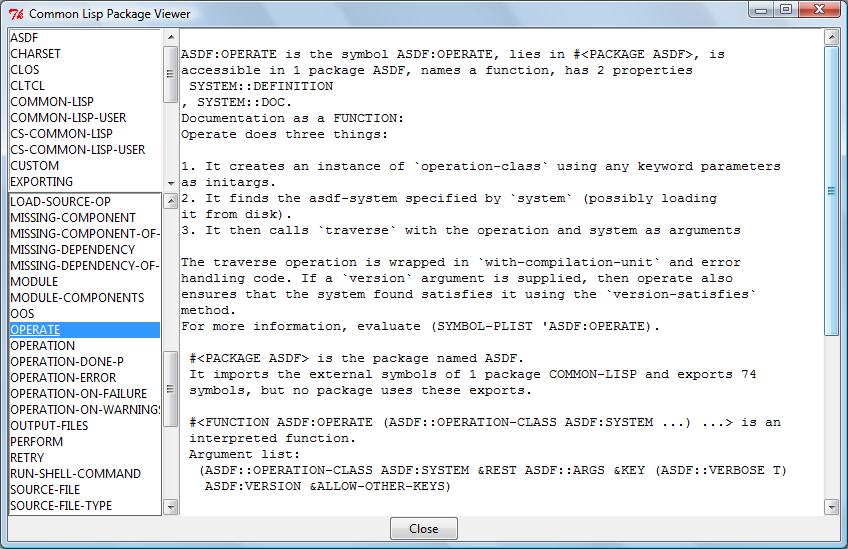 Common Lisp Package Viewer
ASDF
CHARSET
CLOS
CLTCL
COMMON-LISP
COMMON-LISP-USER
CS-COMMON-LISP
CS-COMMON-LISP-USER
CUSTOM
EXPORTING
LOAD-SOURCE-OP
MISSING-COMPONENT
MISSING-COMPONENT-OF-
MISSING-DEPENDENCY
MISSING-DEPENDENCY-OF-
MODULE
MODULE-COMPONENTS
OOS
OPERATE
OPERATION
OPERATION-DONE-P
OPERATION-ERROR
OPERATION-ON-FAILURE
OPERATION-ON-WARNINGS
OUTPUT-FILES
PERFORM
RETRY
RUN-SHELL-COMMAND
SOURCE-FILE
SOURCE-FILE-TYPE
ASDF:OPERATE is the symbol ASDF:OPERATE, lies in #<PACKAGE ASDF>, is
accessible in 1 package ASDF, names a function, has 2 properties
SYSTEM::DEFINITION
, SYSTEM::DOC.
Documentation as a FUNCTION:
Operate does three things:
1. It creates an instance of `operation-class` using any keyword parameters
as initargs.
2. It finds the asdf-system specified by `system` (possibly loading
it from disk).
3. It then calls `traverse` with the operation and system as arguments
The traverse operation is wrapped in `with-compilation-unit` and error
handling code. If a `version` argument is supplied, then operate also
ensures that the system found satisfies it using the `version-satisfies`
method.
For more information, evaluate (SYMBOL-PLIST 'ASDF:OPERATE).
#<PACKAGE ASDF> is the package named ASDF.
It imports the external symbols of 1 package COMMON-LISP and exports 74
symbols, but no package uses these exports.
#<FUNCTION ASDF:OPERATE (ASDF::OPERATION-CLASS ASDF:SYSTEM ...) ...> is an
interpreted function.
Argument list:
(ASDF::OPERATION-CLASS ASDF:SYSTEM &REST ASDF::ARGS &KEY (ASDF::VERBOSE T)
ASDF:VERSION &ALLOW-OTHER-KEYS)
Close